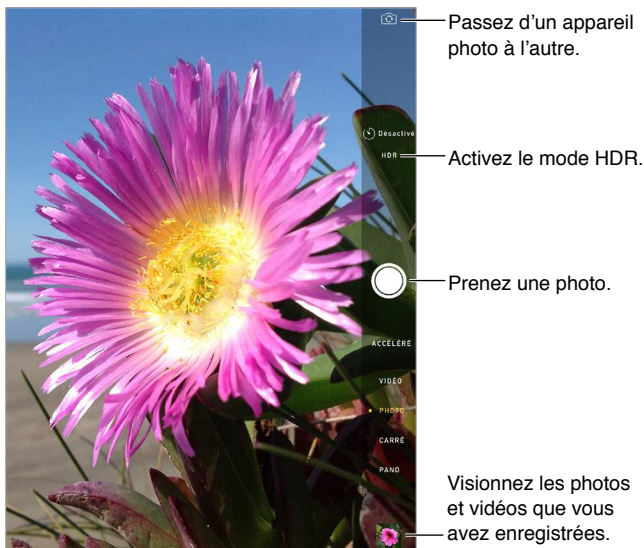 Passez d'un appareil
photo à l'autre.
Désactivé
HDR
Activez le mode HDR.
Prenez une photo.
ACCÉLÉRÉ
VIDÉO
PHOTO
CARRÉ
PANO
Visionnez les photos
et vidéos que vous
avez enregistrées.